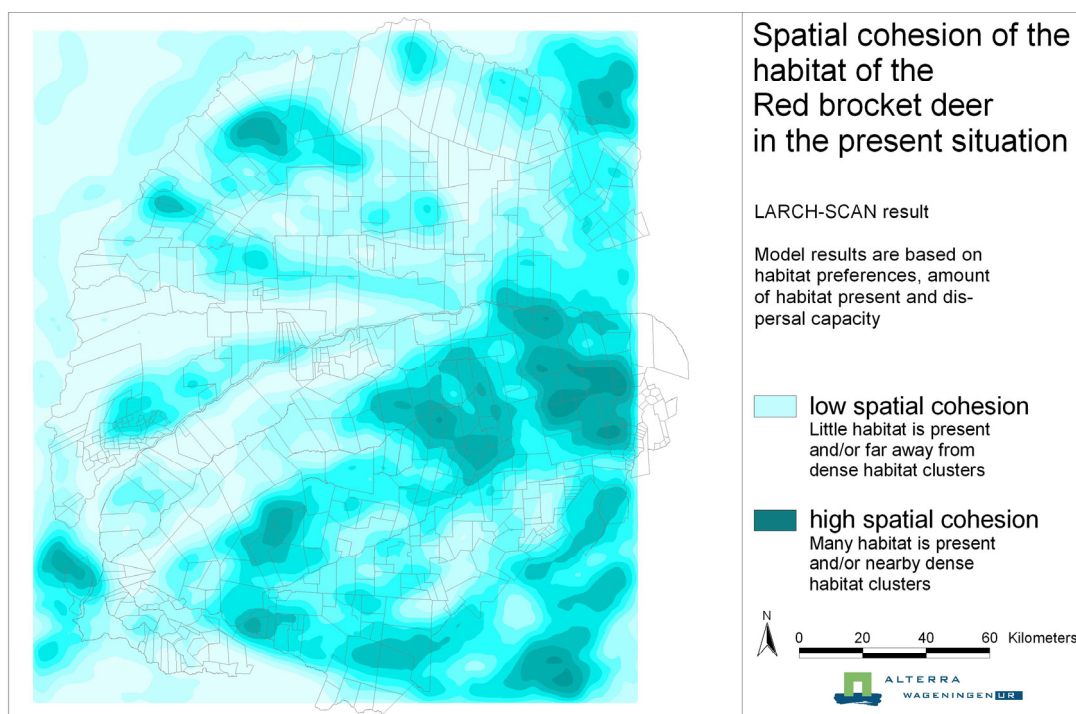 Spatial cohesion of the
habitat of the
Red brocket deer
in the present situation
LARCH-SCAN result
Model results are based on
habitat preferences, amount
of habitat present and dis-
persal capacity
low spatial cohesion
Little habitat is present
and/or far away from
dense habitat clusters
high spatial cohesion
Many habitat is present
and/or nearby dense
habitat clusters
N
0 20 40 60 Kilometers
ALTERRA
WAGENINGEN UR